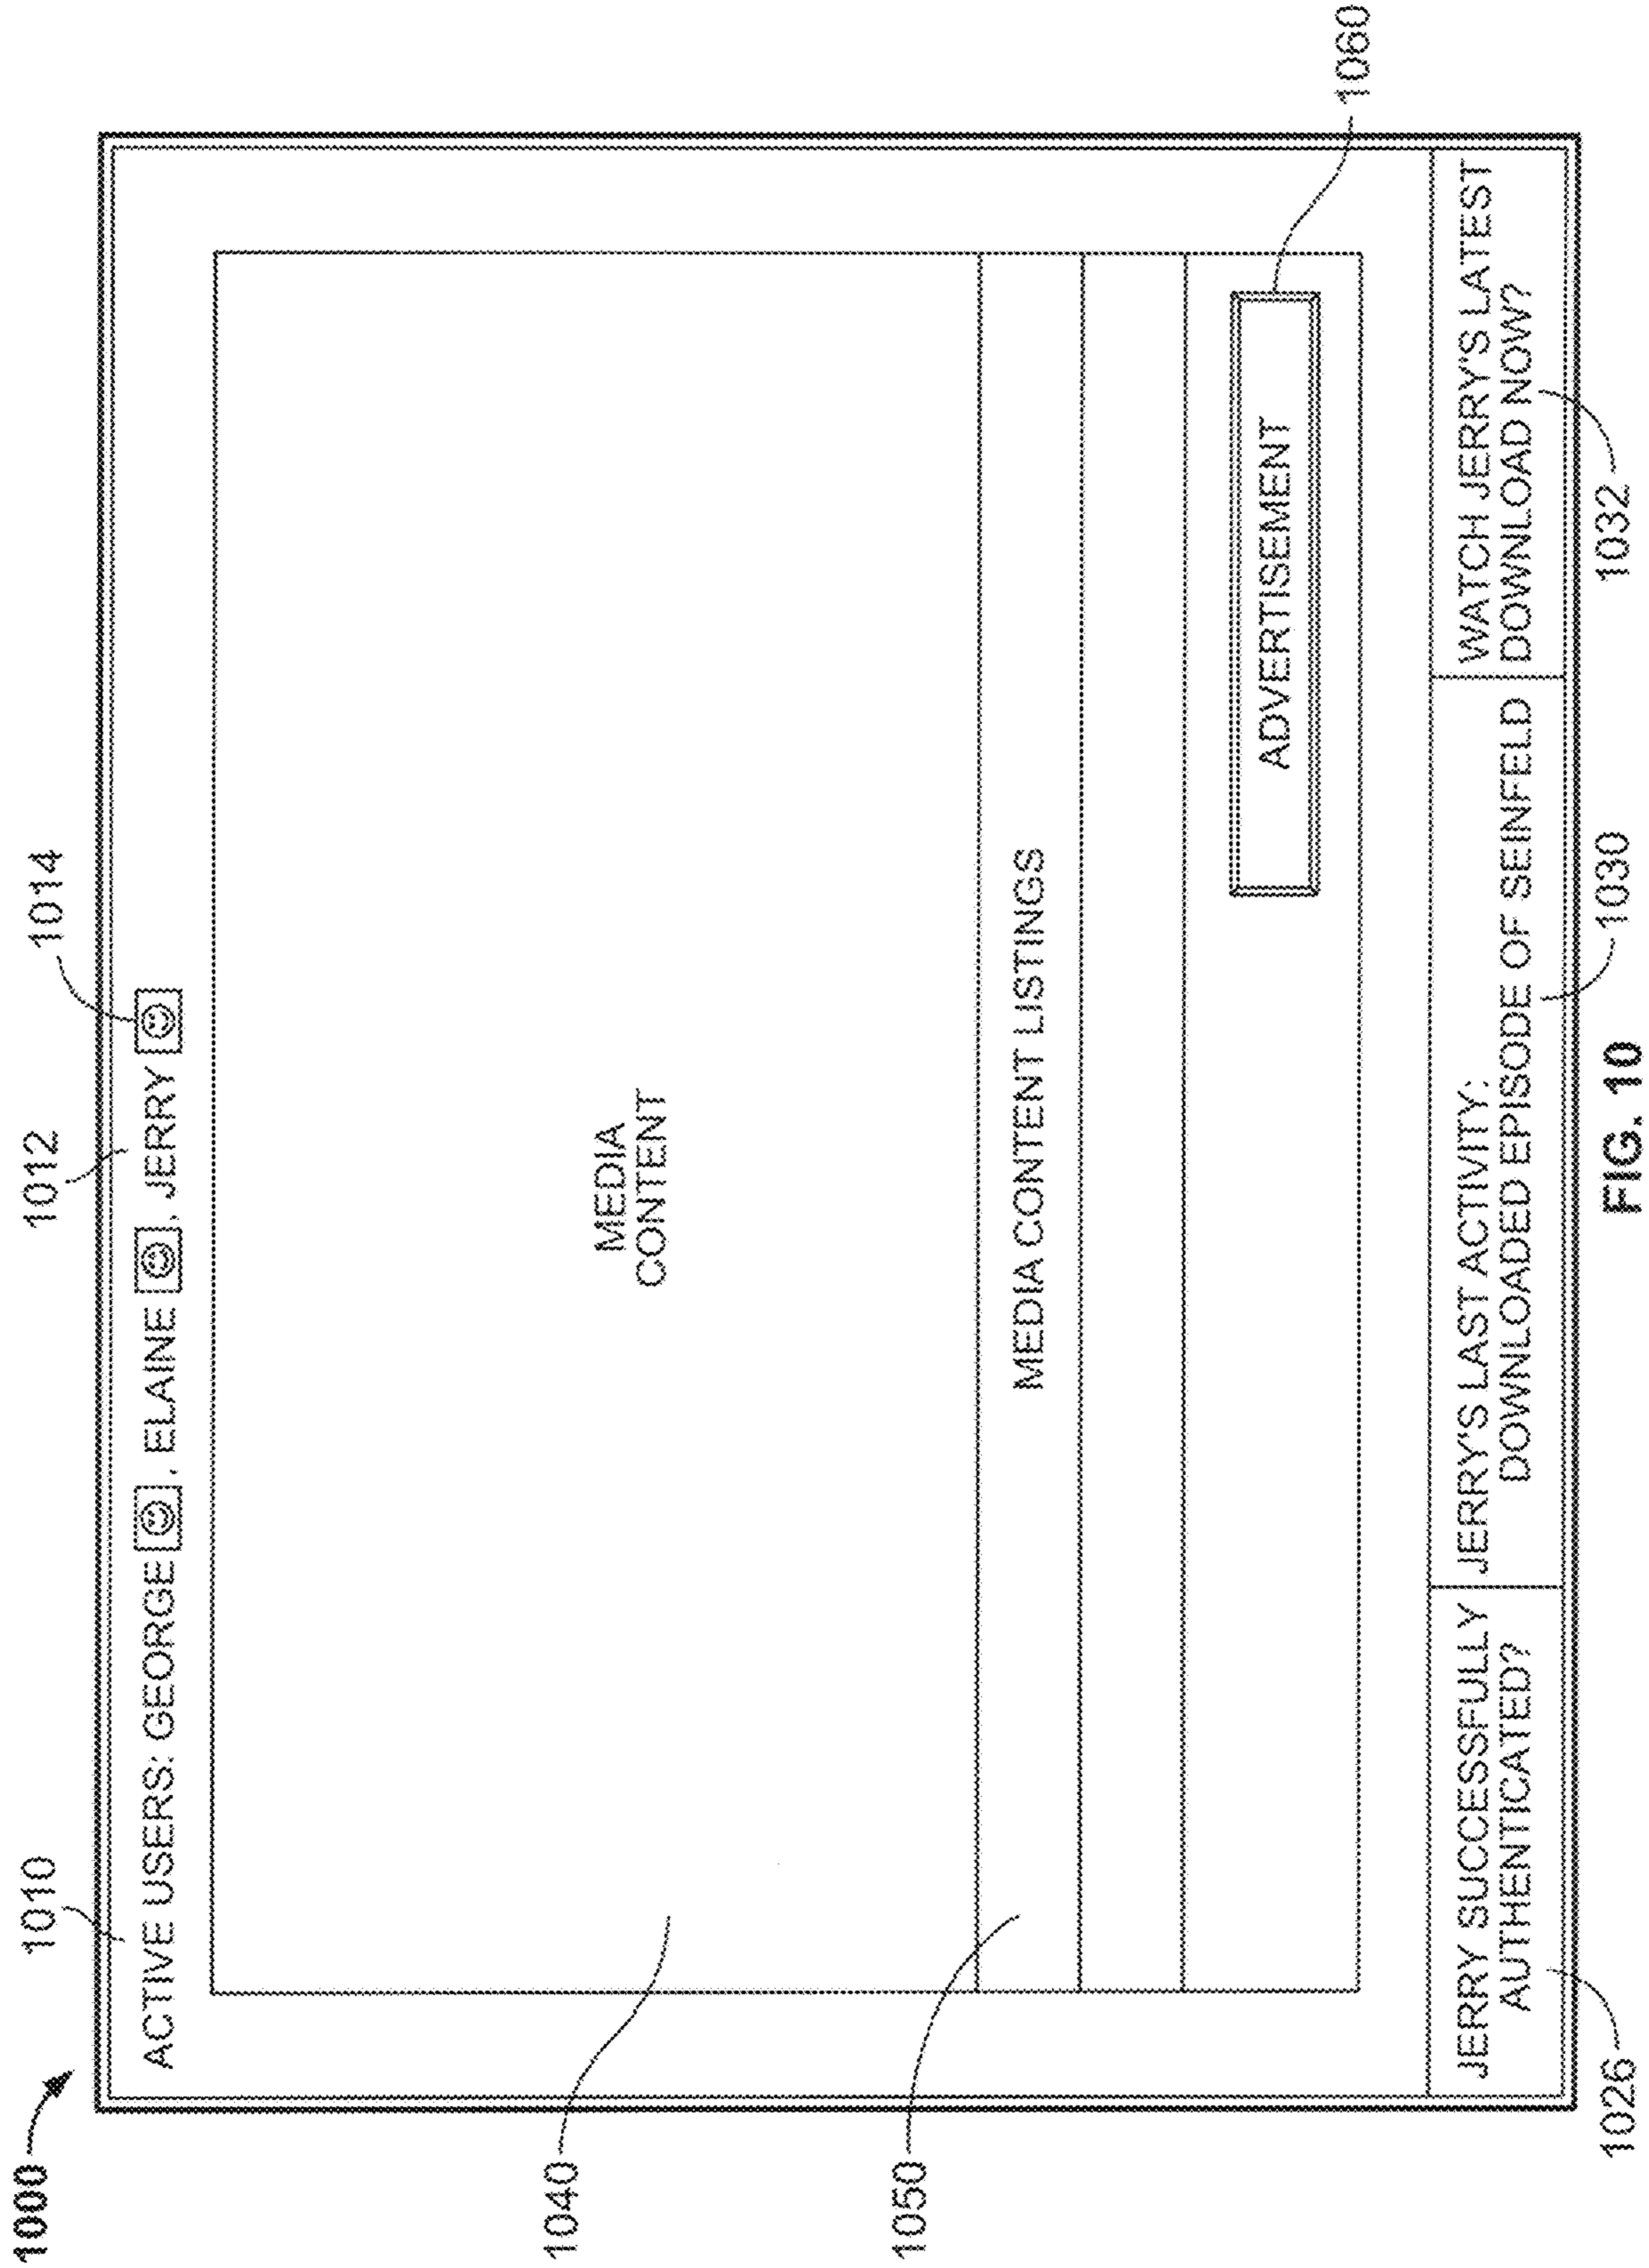 1000
1010
1012
1014
ACTIVE USERS: GEORGE , ELAINE , JERRY
MEDIA
CONTENT
1040
MEDIA CONTENT LISTINGS
1050
ADVERTISEMENT
1060
JERRY SUCCESSFULLY
AUTHENTICATED?
JERRY'S LAST ACTIVITY:
DOWNLOADED EPISODE OF SEINFELD
WATCH JERRY'S LATEST
DOWNLOAD NOW?
1026
1030
1032
FIG. 10